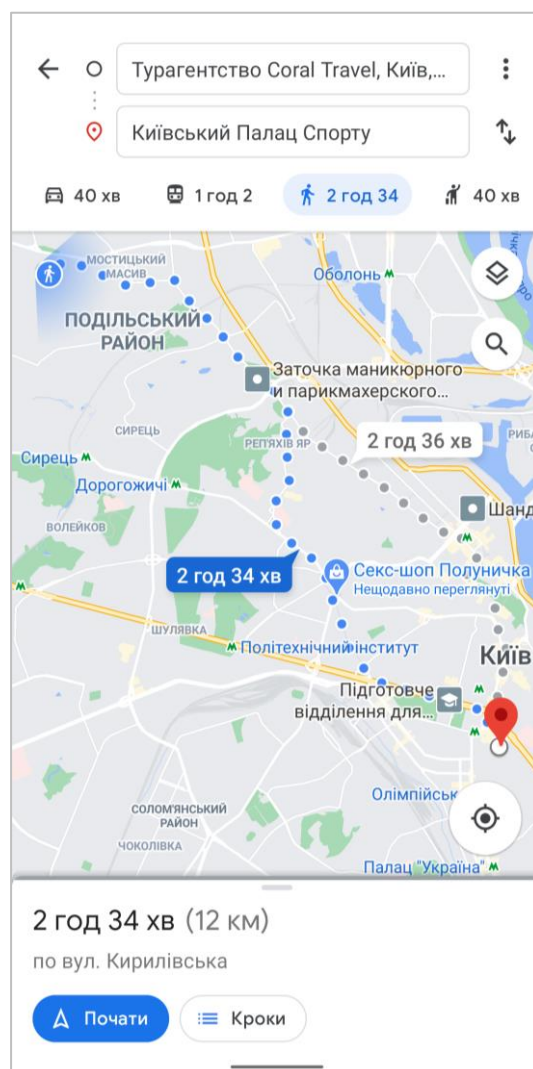 Турагентство Coral Travel, Київ,...
Київський Палац Спорту
40 хв
1 год 2
2 год 34
40 хв
МОСТИЦЬКИЙ
МАСИВ
Оболонь
ПОДІЛЬСЬКИЙ
РАЙОН
Заточка маникюрного
и парикмахерского...
СИРЕЦЬ
РЕП'ЯХІВ ЯР
2 год 36 хв
Сирець
Дорогожичі
ВОЛЕЙКОВ
2 год 34 хв
Секс-шоп Полуничка
Нещодавно переглянуті
ШУЛЯВКА
Політехнічний інститут
Київ
Підготовче
відділення для...
Олімпійськ
СОЛОМ'ЯНСЬКИЙ
РАЙОН
ЧОКОЛІВКА
Палац "Україна"
2 год 34 хв (12 км)
по вул. Кирилівська
Почати
Кроки